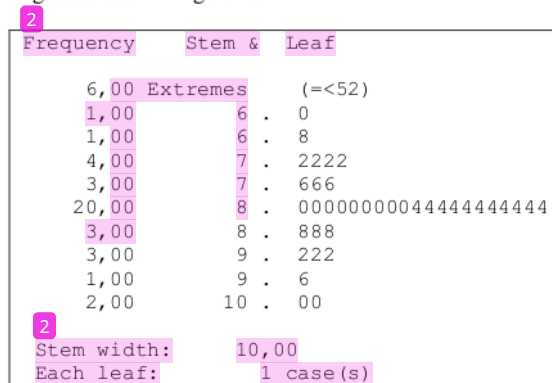 2
Frequency Stem & Leaf
6,00 Extremes (=<52)
1,00 6 . 0
1,00 6 . 8
4,00 7 . 2222
3,00 7 . 666
20,00 8 . 00000000044444444444
3,00 8 . 888
3,00 9 . 222
1,00 9 . 6
2,00 10 . 00
2
Stem width: 10,00
Each leaf: 1 case(s)